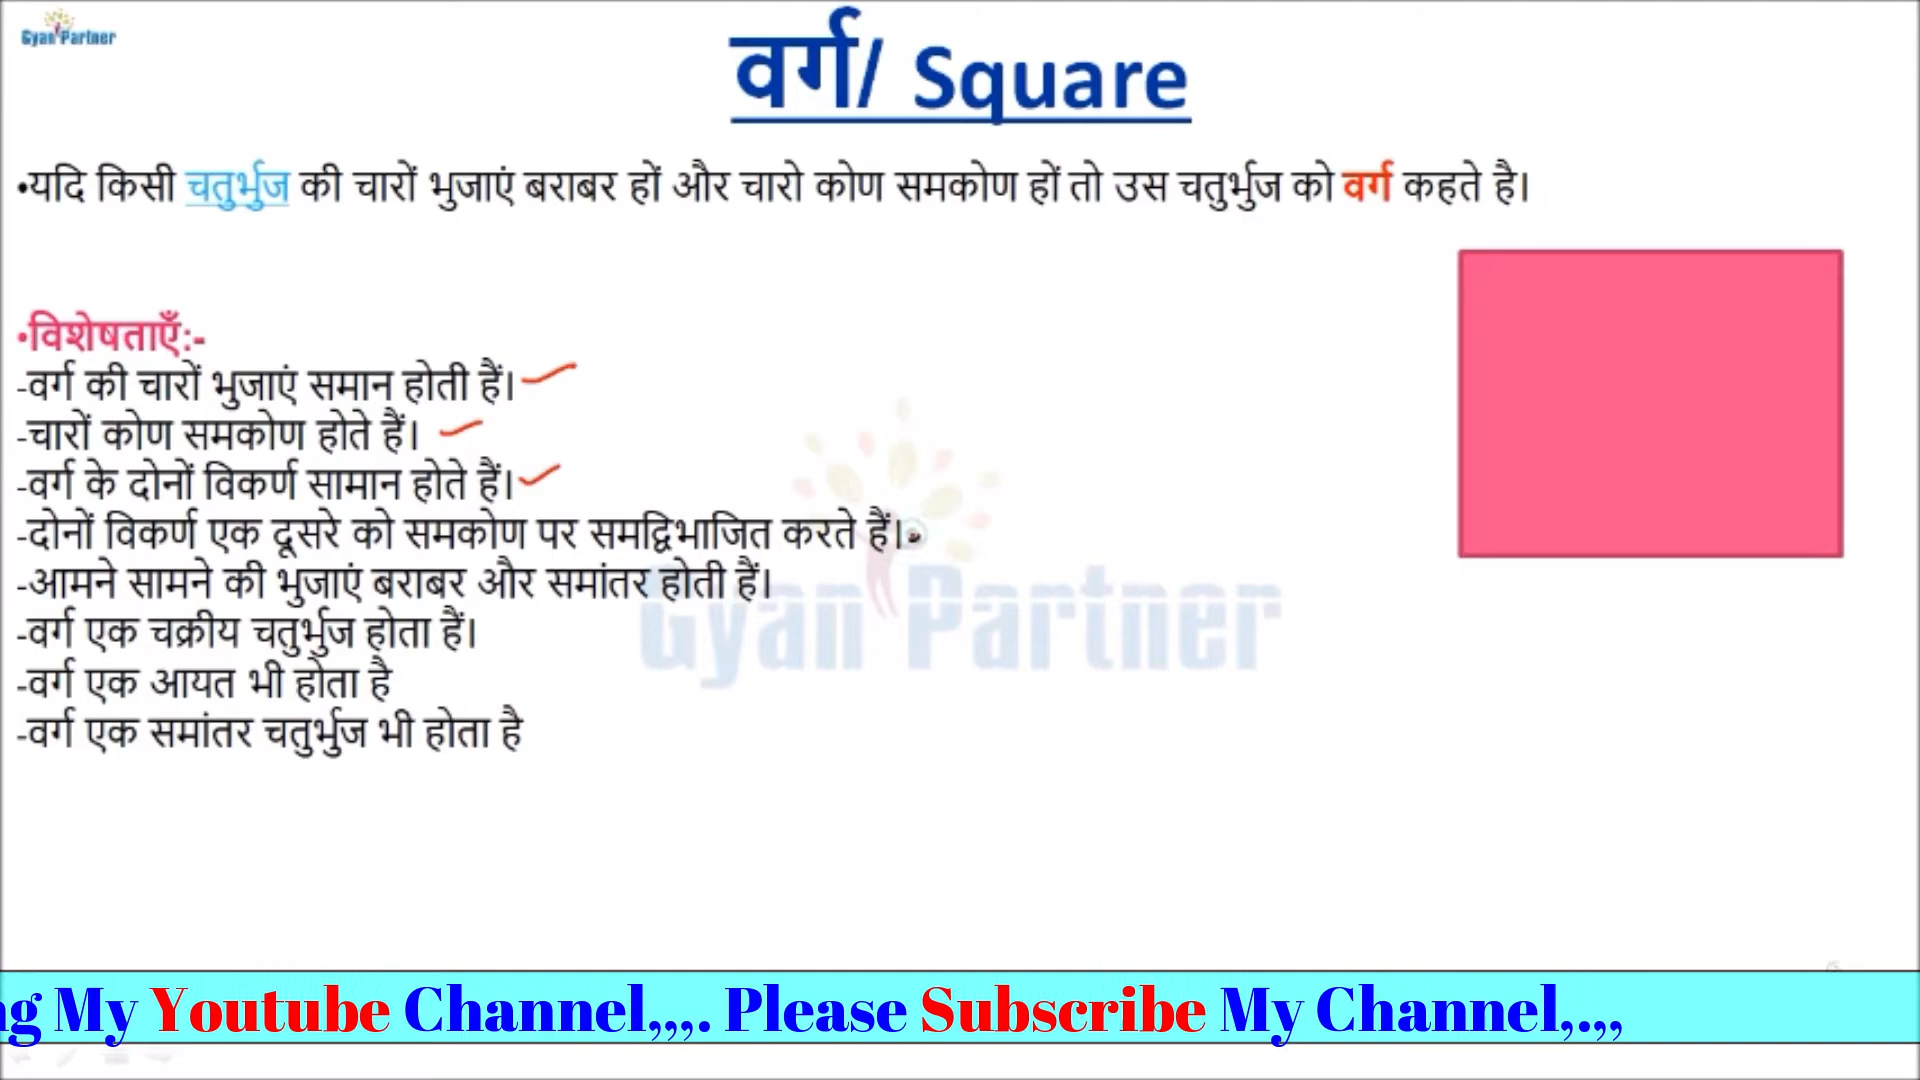 Gyan Partner
वर्ग/ Square
•यदि किसी चतुर्भुज की चारों भुजाएं बराबर हों और चारो कोण समकोण हों तो उस चतुर्भुज को वर्ग कहते है।
•विशेषताएँ:-
-वर्ग की चारों भुजाएं समान होती हैं।
-चारों कोण समकोण होते हैं।
-वर्ग के दोनों विकर्ण सामान होते हैं।
-दोनों विकर्ण एक दूसरे को समकोण पर समद्विभाजित करते हैं।
-आमने सामने की भुजाएं बराबर और समांतर होती हैं।
Gyan Partner
-वर्ग एक चक्रीय चतुर्भुज होता हैं।
-वर्ग एक आयत भी होता है
-वर्ग एक समांतर चतुर्भुज भी होता है
ng My Youtube Channel,,,. Please Subscribe My Channel,.,,